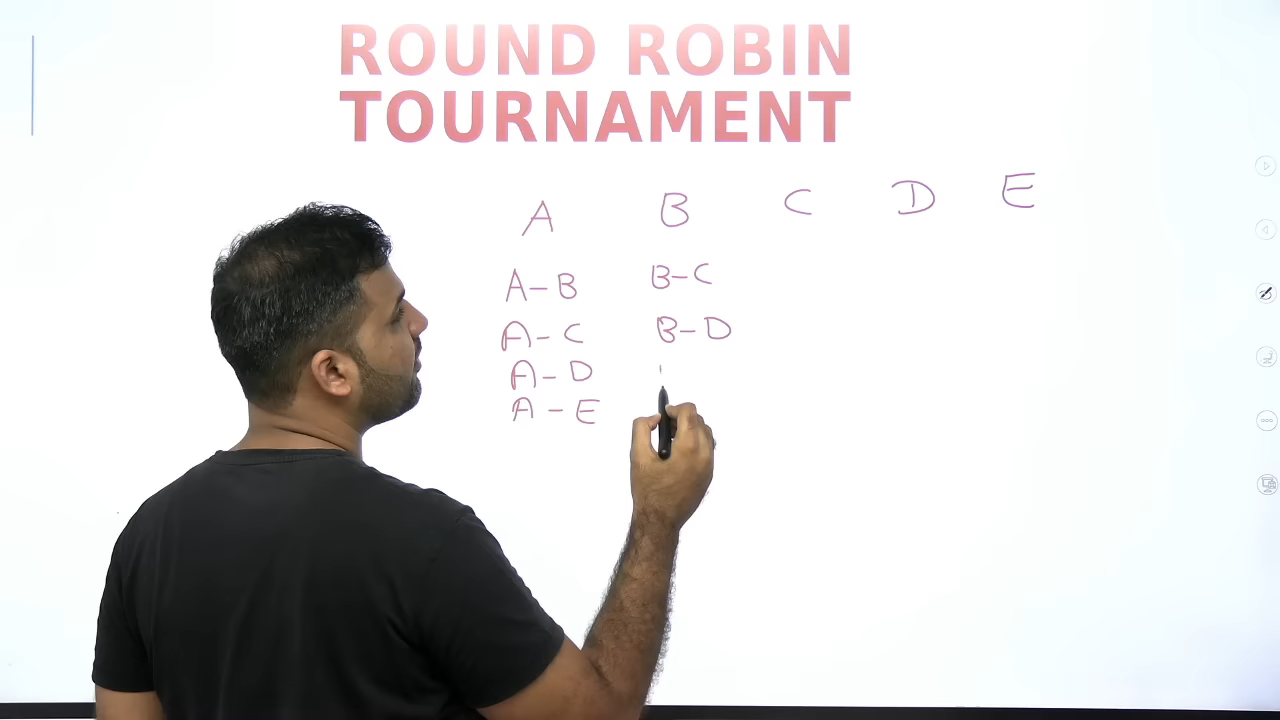 ROUND ROBIN
TOURNAMENT
A B C D E
A-B B-C
A-C B-D
A-D
A-E